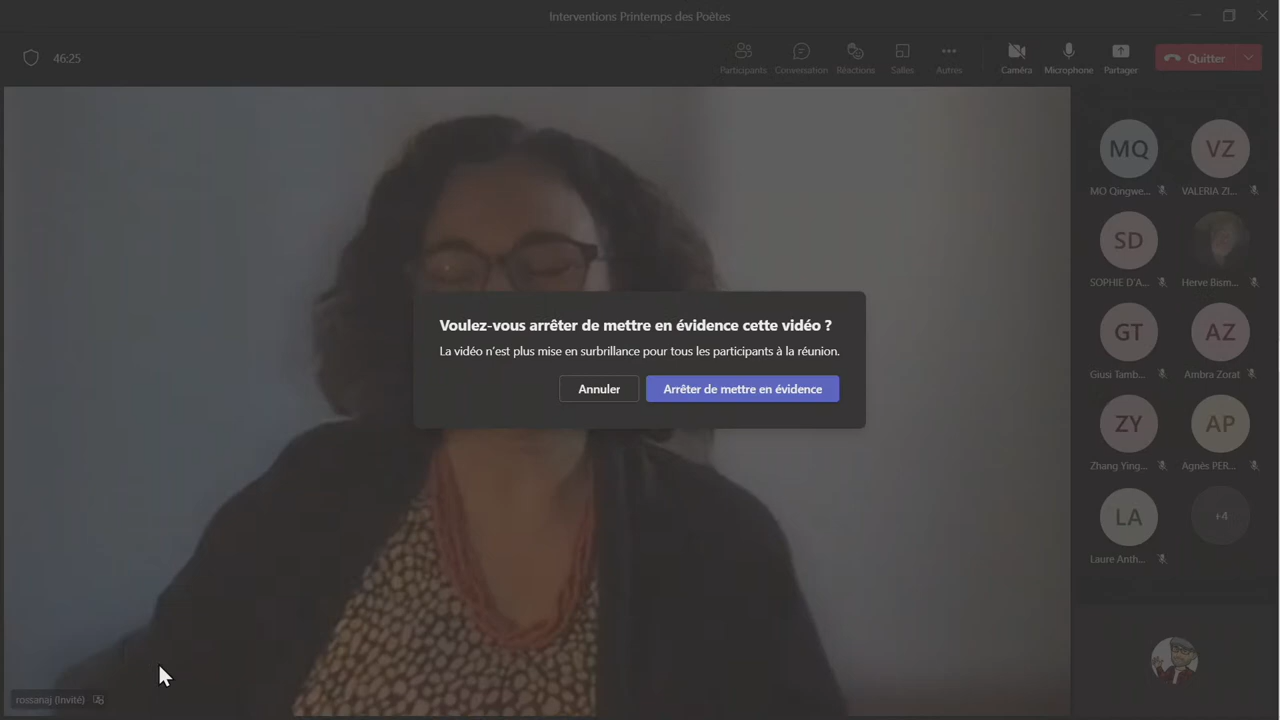 Interventions Printemps des Poètes
46:25
Participants
Conversation
Réactions
Salles
Autres
Caméra
Microphone
Partager
Quitter
MQ
VZ
MO Qingwe...
VALERIA ZI...
SD
SOPHIE D'A...
Herve Bism...
GT
AZ
Giusi Tamb...
Ambra Zorat
ZY
AP
Zhang Ying...
Agnés PER...
LA
+4
Laure Anth...
Voulez-vous arrêter de mettre en évidence cette vidéo ?
La vidéo n'est plus mise en surbrillance pour tous les participants à la réunion.
Annuler
Arrêter de mettre en évidence
rossanaj (Invité)